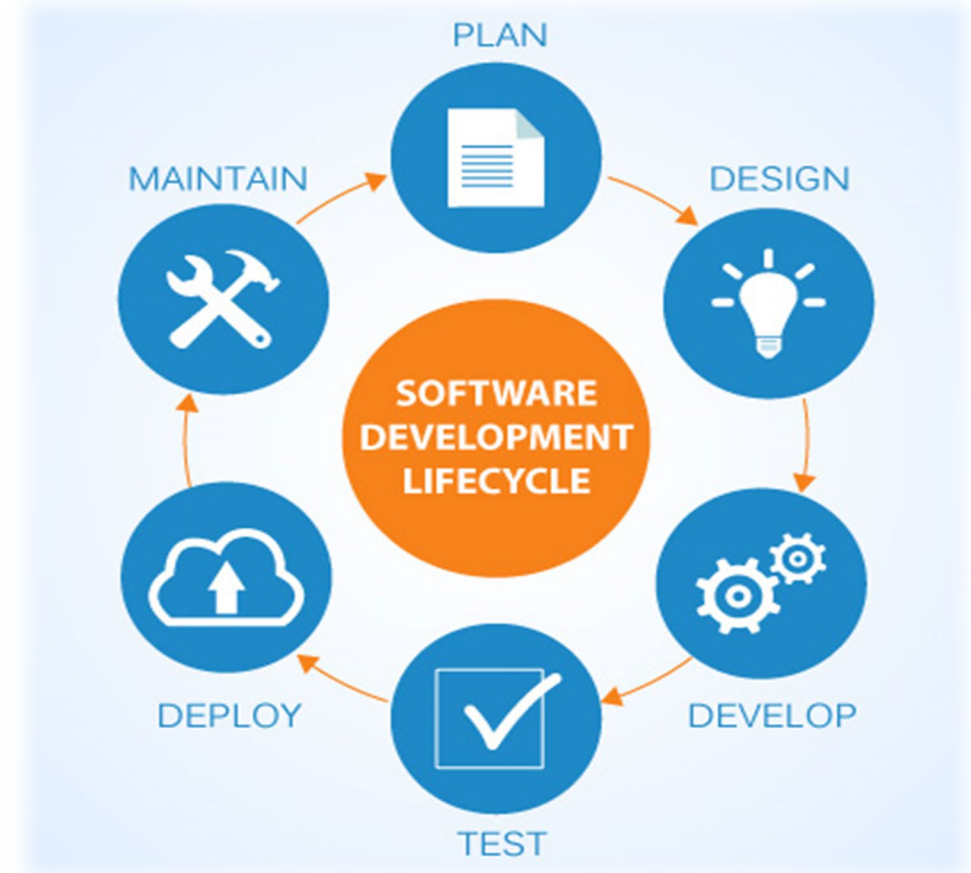 PLAN
MAINTAIN
DESIGN
SOFTWARE
DEVELOPMENT
LIFECYCLE
DEPLOY
DEVELOP
TEST